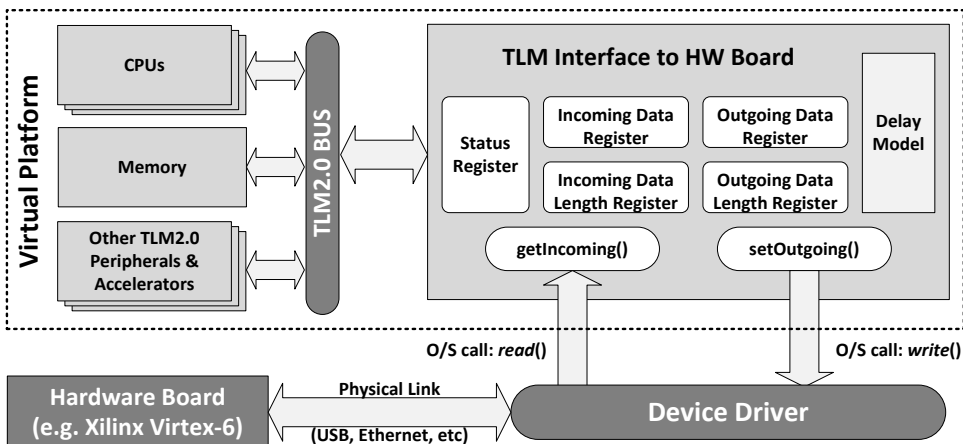 Virtual Platform
CPUs
Memory
Other TLM2.0
Peripherals &
Accelerators
TLM2.0 BUS
TLM Interface to HW Board
Status
Register
Incoming Data
Register
Outgoing Data
Register
Incoming Data
Length Register
Outgoing Data
Length Register
Delay
Model
getIncoming()
setOutgoing()
O/S call: read()
O/S call: write()
Hardware Board
(e.g. Xilinx Virtex-6)
Physical Link
(USB, Ethernet, etc)
Device Driver